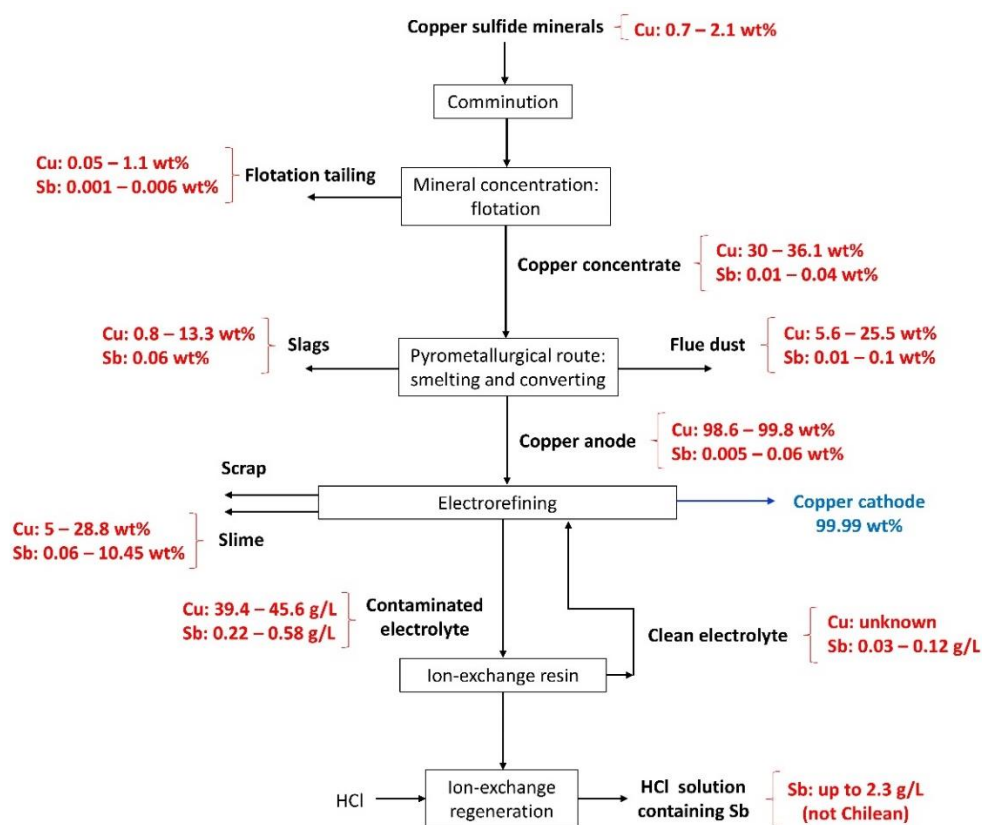 Copper sulfide minerals
Cu: 0.7 – 2.1 wt%
Comminution
Cu: 0.05 – 1.1 wt%
Sb: 0.001 – 0.006 wt%
Flotation tailing
Mineral concentration:
flotation
Copper concentrate
Cu: 30 – 36.1 wt%
Sb: 0.01 – 0.04 wt%
Cu: 0.8 – 13.3 wt%
Sb: 0.06 wt%
Slags
Pyrometallurgical route:
smelting and converting
Flue dust
Cu: 5.6 – 25.5 wt%
Sb: 0.01 – 0.1 wt%
Copper anode
Cu: 98.6 – 99.8 wt%
Sb: 0.005 – 0.06 wt%
Scrap
Electrorefining
Copper cathode
99.99 wt%
Cu: 5 – 28.8 wt%
Sb: 0.06 – 10.45 wt%
Slime
Cu: 39.4 – 45.6 g/L
Sb: 0.22 – 0.58 g/L
Contaminated
electrolyte
Clean electrolyte
Cu: unknown
Sb: 0.03 – 0.12 g/L
Ion-exchange resin
HCl
Ion-exchange
regeneration
HCl solution
containing Sb
Sb: up to 2.3 g/L
(not Chilean)